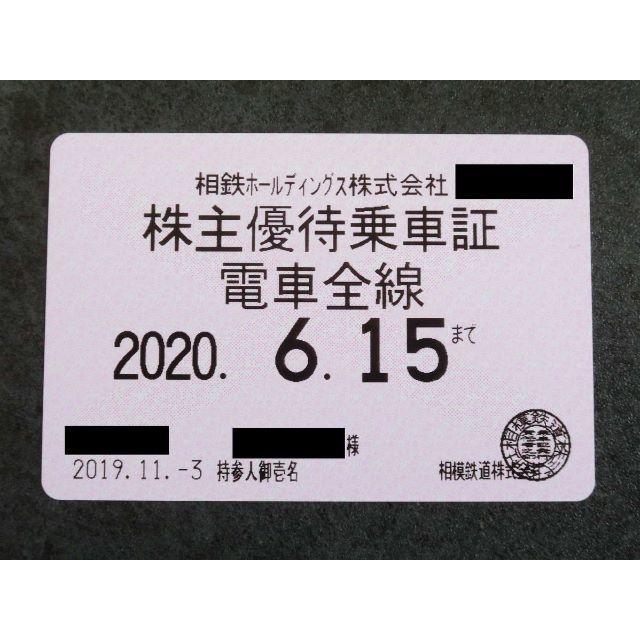 相鉄ホールディングス株式会社
株主優待乗車証
電車全線
2020. 6. 15まで
様
2019.11.-3 持参人御壱名 相模鉄道株式会